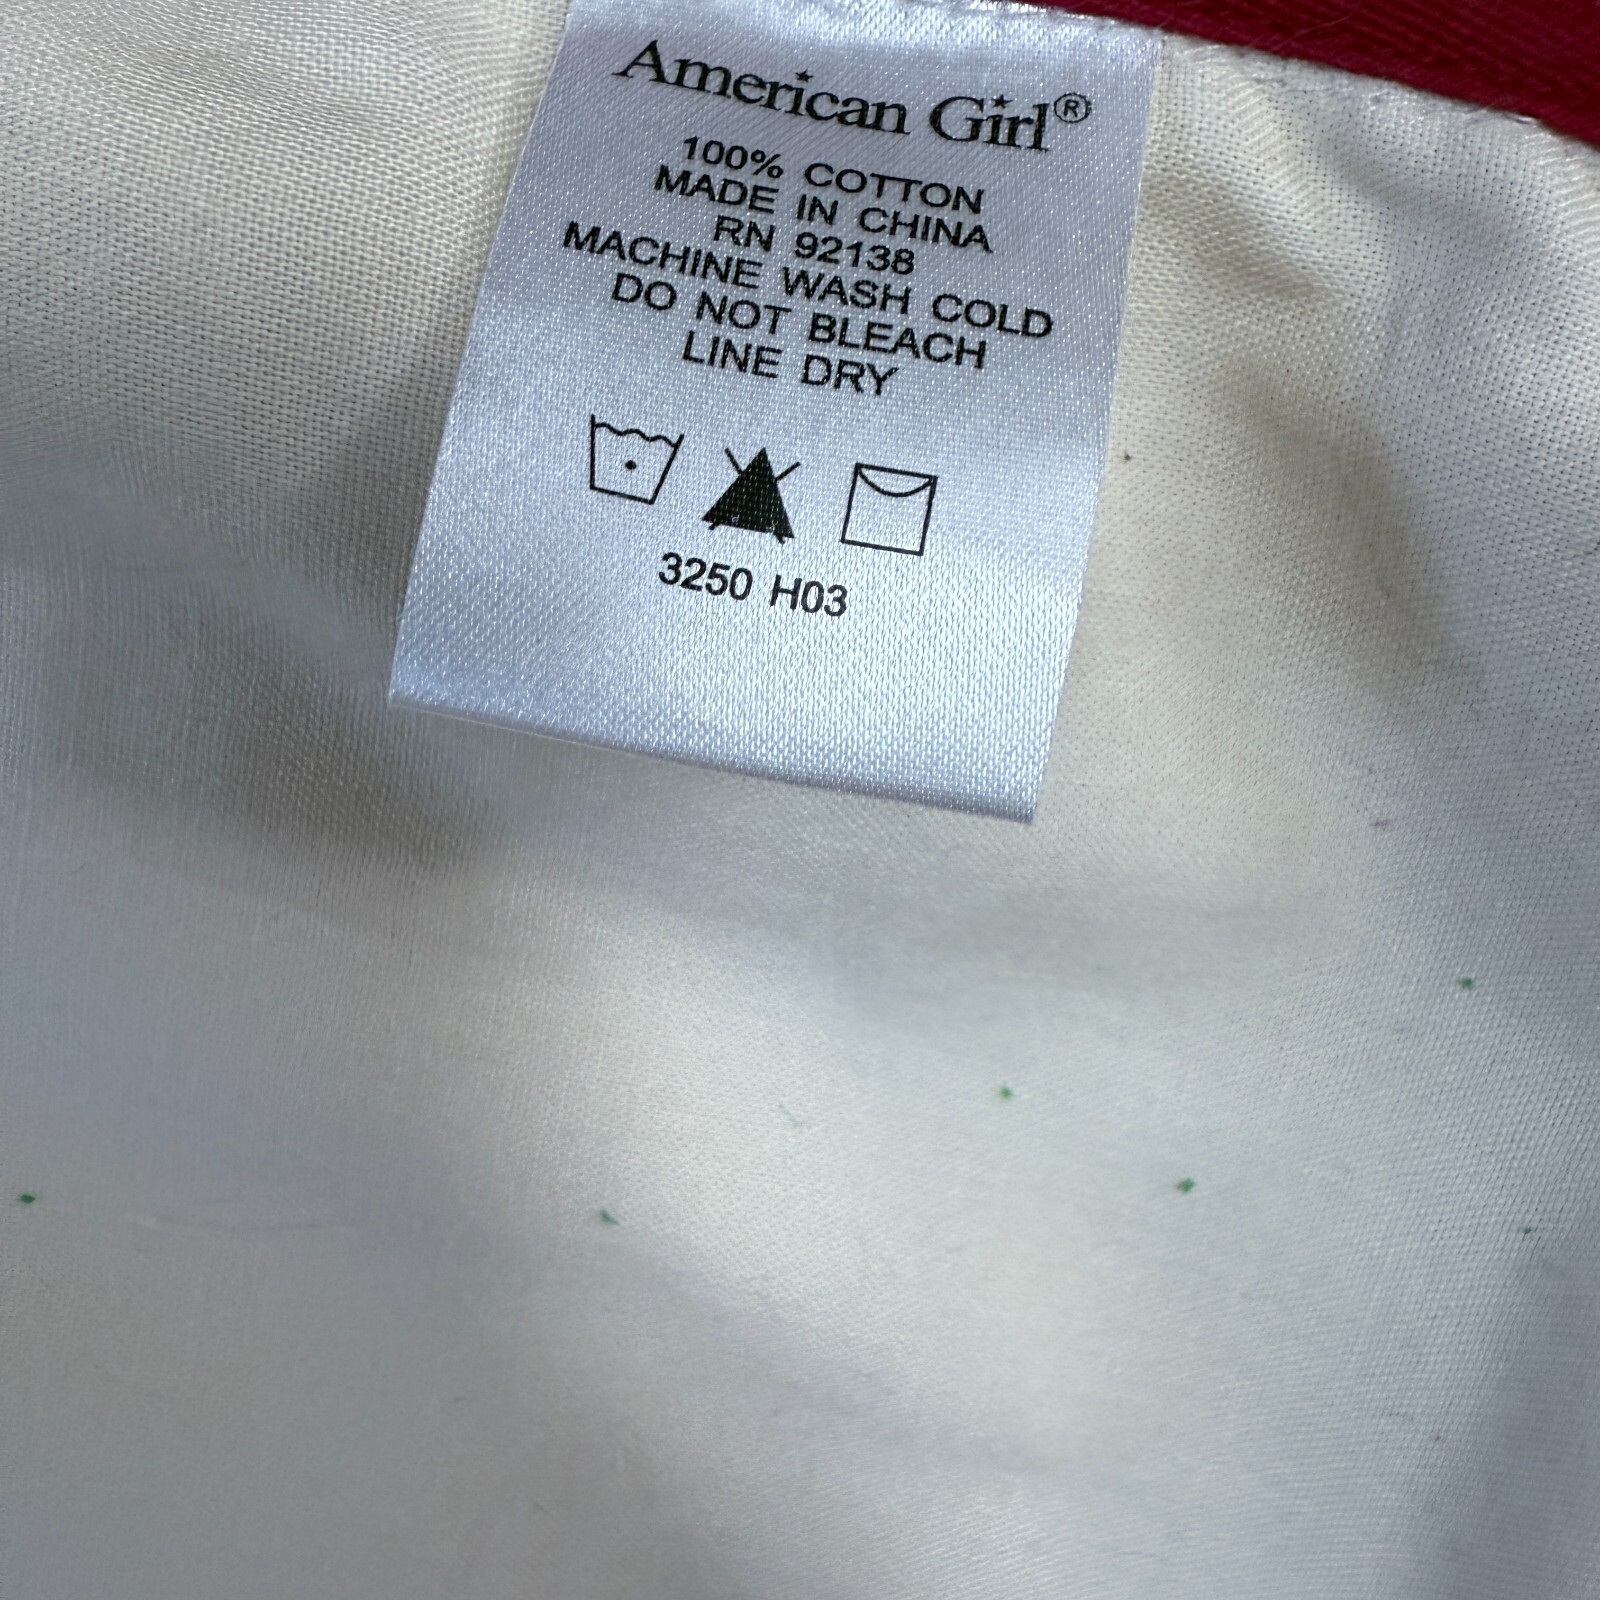 American Girl®
100% COTTON
MADE IN CHINA
RN 92138
MACHINE WASH COLD
DO NOT BLEACH
LINE DRY
3250 H03